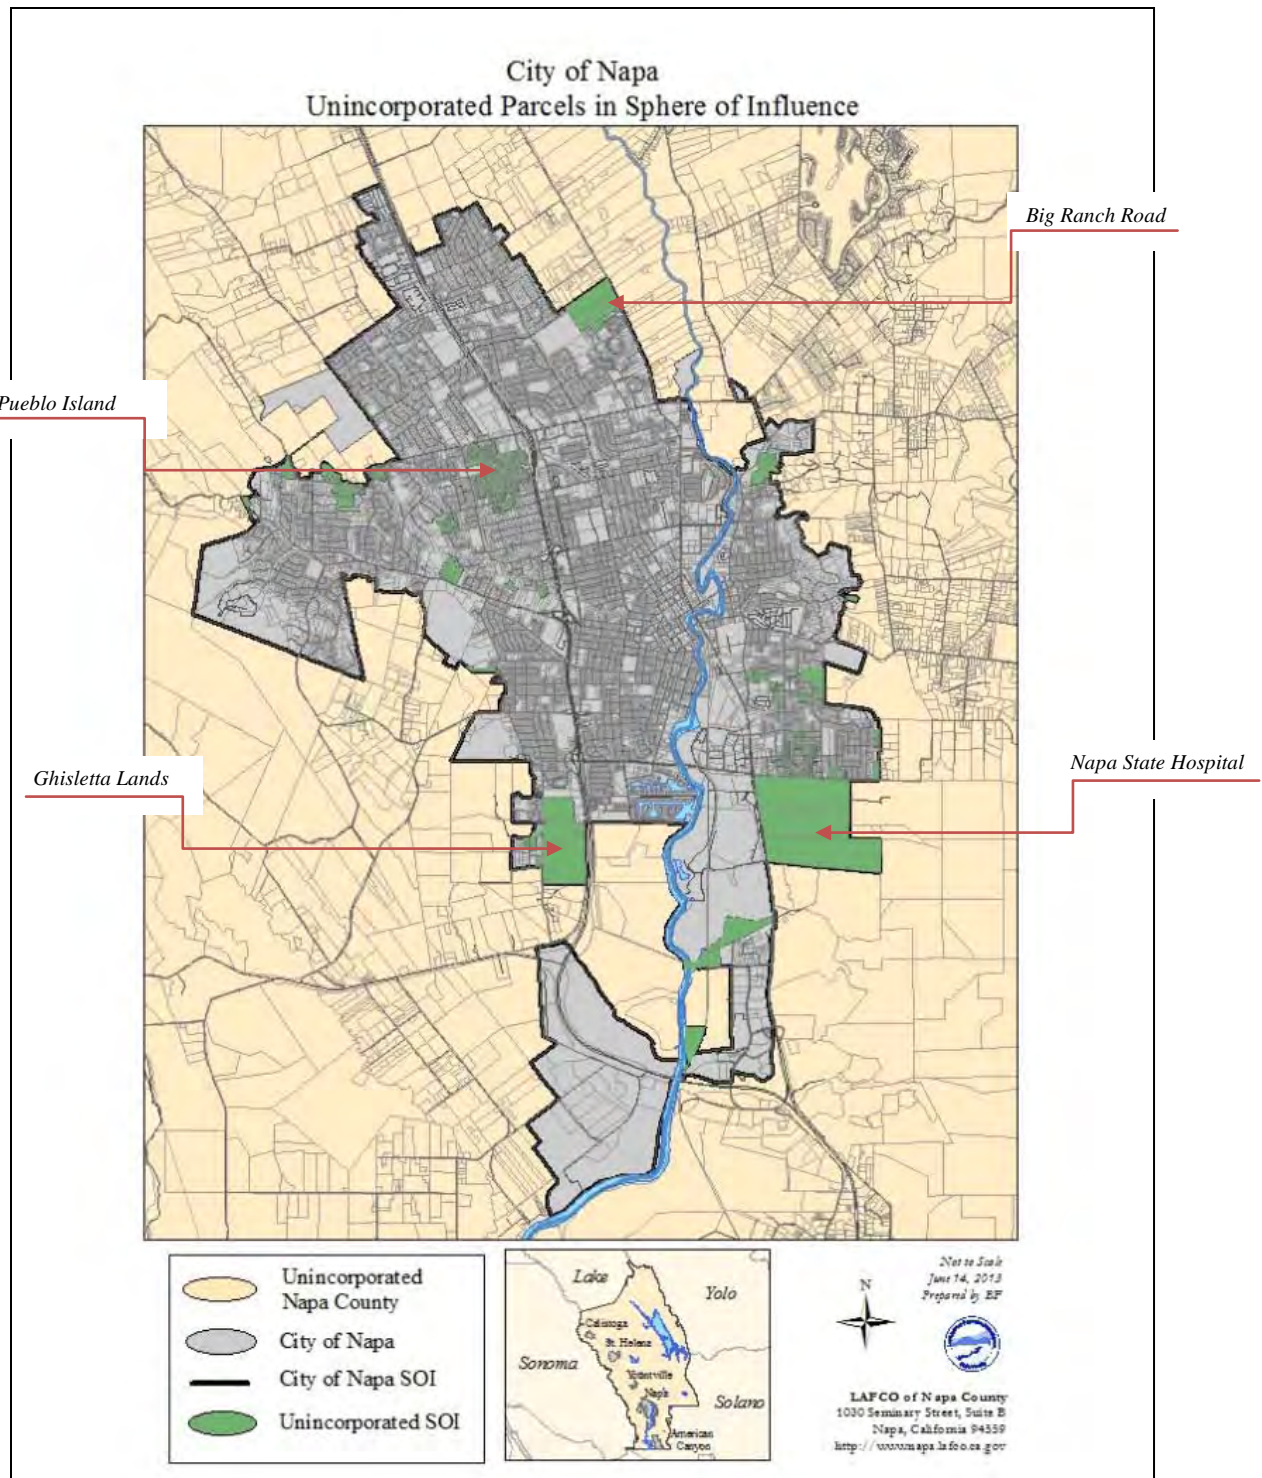 City of Napa
Unincorporated Parcels in Sphere of Influence
Big Ranch Road
Pueblo Island
Ghisletta Lands
Napa State Hospital
Unincorporated
Napa County
City of Napa
City of Napa SOI
Unincorporated SOI
Lake
Yolo
Calistoga
St. Helena
Sonoma
Yountville
Napa
Solano
American
Canyon
Not to Scale
June 14, 2013
Prepared by BF
N
LAFCO of Napa County
1030 Seminary Street, Suite B
Napa, California 94559
http://www.napa.lafco.ca.gov